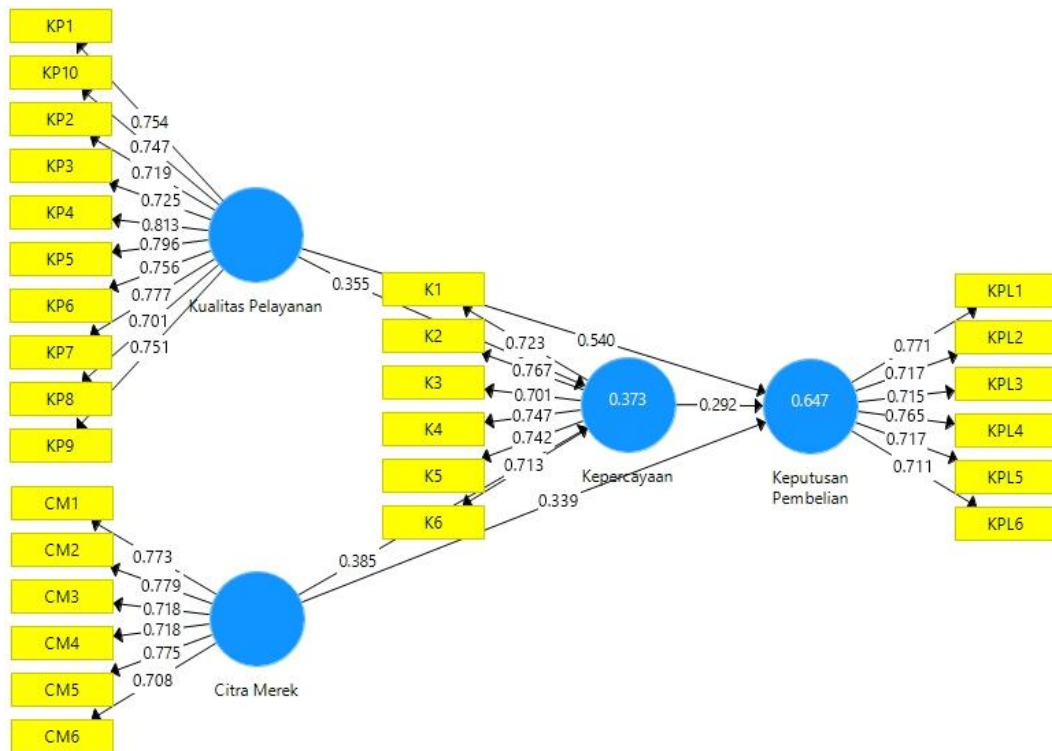 KP1
KP10
KP2
KP3
KP4
KP5
KP6
KP7
KP8
KP9
0.754
0.747
0.719
0.725
0.813
0.796
0.756
0.777
0.701
0.751
Kualitas Pelayanan
0.355
0.540
CM1
CM2
CM3
CM4
CM5
CM6
0.773
0.779
0.718
0.718
0.775
0.708
Citra Merek
0.385
0.339
K1
K2
K3
K4
K5
K6
0.723
0.767
0.701
0.747
0.742
0.713
0.373
Kepercayaan
0.292
0.647
Keputusan
Pembelian
0.771
0.717
0.715
0.765
0.717
0.711
KPL1
KPL2
KPL3
KPL4
KPL5
KPL6